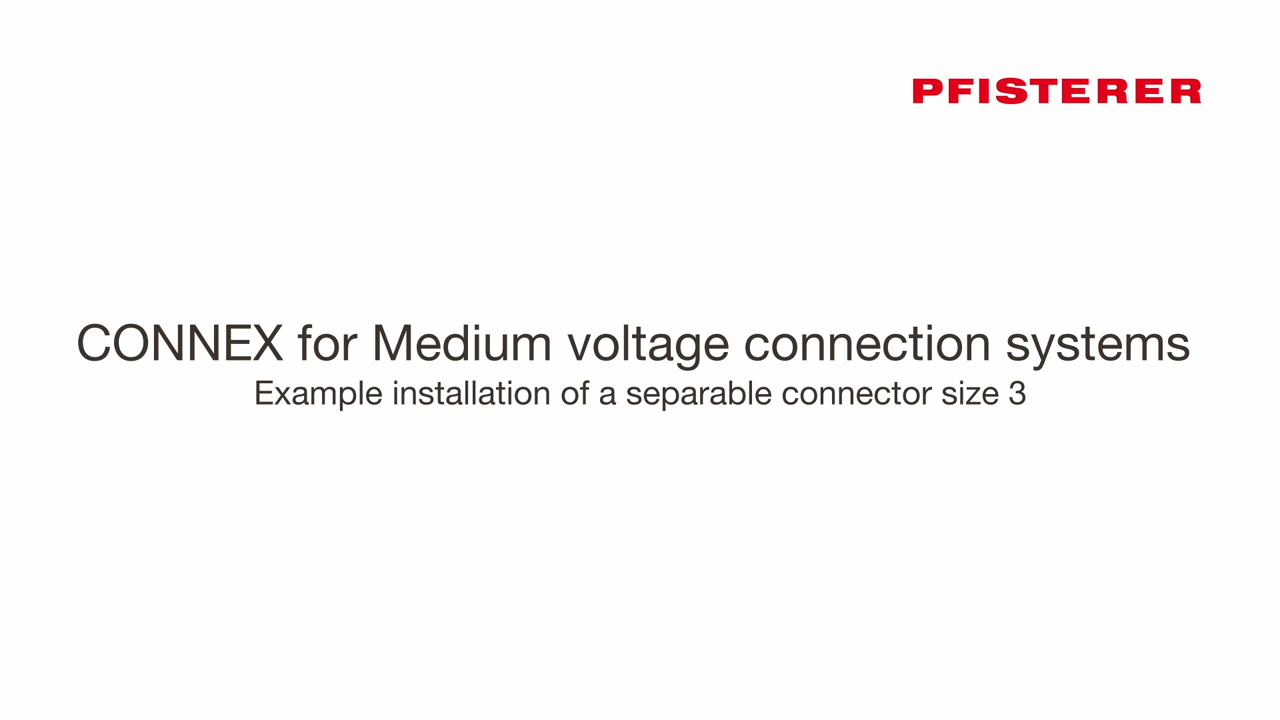 PFISTERER
CONNEX for Medium voltage connection systems
Example installation of a separable connector size 3